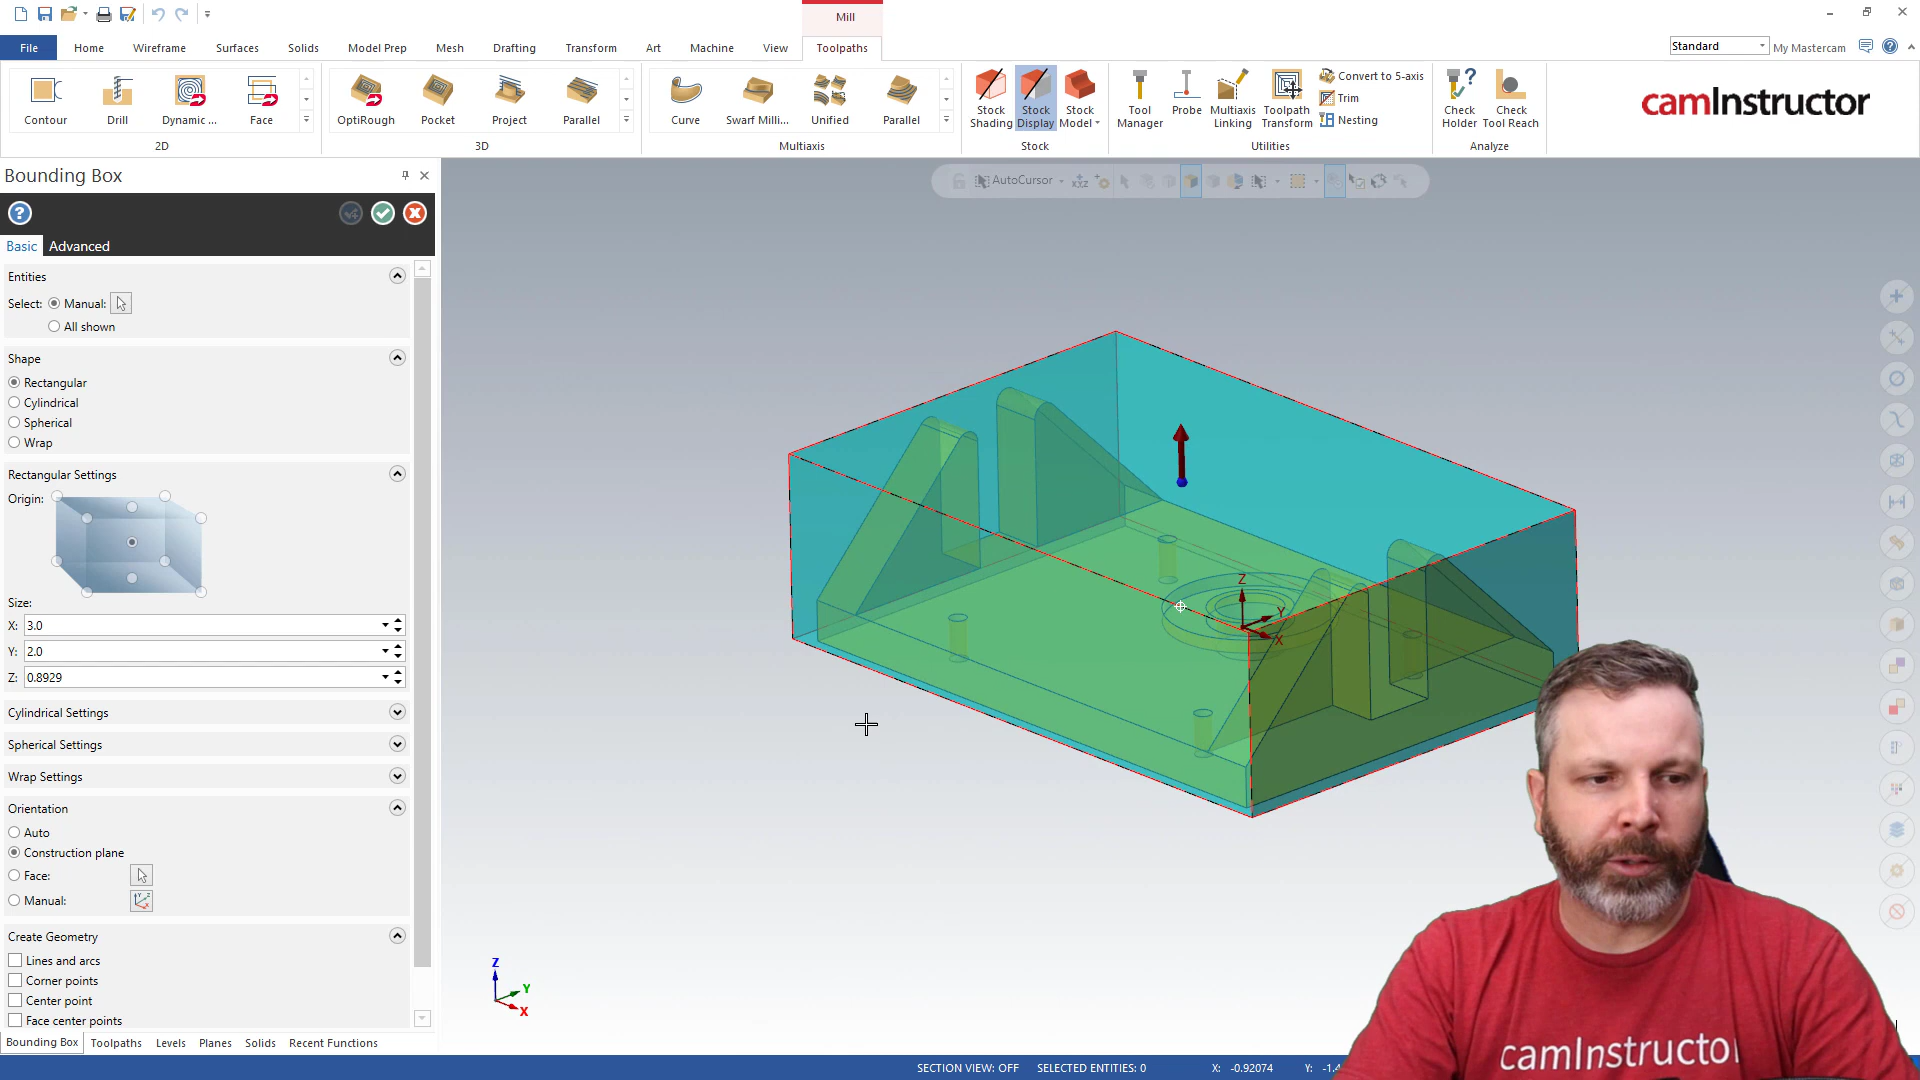 Mill
File Home Wireframe Surfaces Solids Model Prep Mesh Drafting Transform Art Machine View Toolpaths
Standard My Mastercam
Contour Drill Dynamic ... Face
OptiRough Pocket Project Parallel
Curve Swarf Milli... Unified Parallel
Stock Shading
Stock Display
Stock Model
Tool Manager
Probe
Multiaxis Linking
Toolpath Transform
Convert to 5-axis
Trim
Nesting
Check Holder
Check Tool Reach
2D 3D Multiaxis Stock Utilities Analyze
camInstructor
Bounding Box
AutoCursor
Basic Advanced
Entities
Select: Manual:
All shown
Shape
Rectangular
Cylindrical
Spherical
Wrap
Rectangular Settings
Origin:
Size:
X: 3.0
Y: 2.0
Z: 0.8929
Cylindrical Settings
Spherical Settings
Wrap Settings
Orientation
Auto
Construction plane
Face:
Manual:
Create Geometry
Lines and arcs
Corner points
Center point
Face center points
Z
Y
X
Z
Y
X
Bounding Box Toolpaths Levels Planes Solids Recent Functions
SECTION VIEW: OFF SELECTED ENTITIES: 0 X: -0.92074 Y:
camInstructo